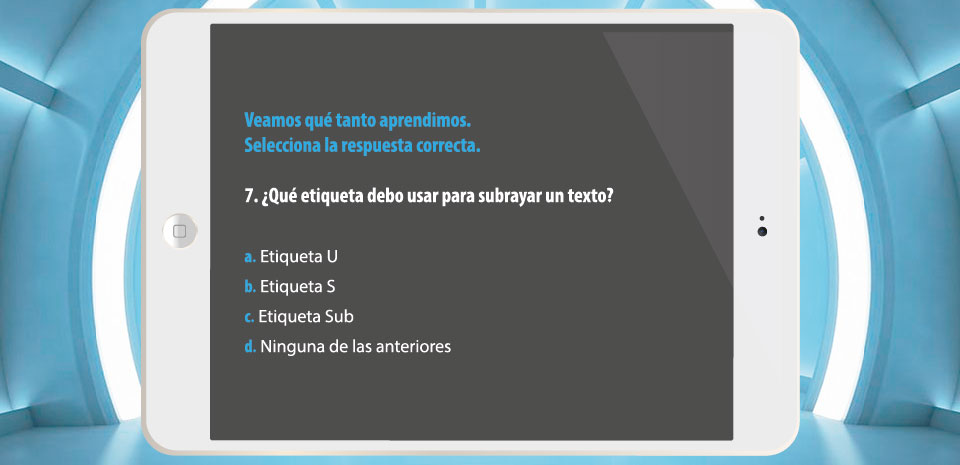 Veamos qué tanto aprendimos.
Selecciona la respuesta correcta.
7. ¿Qué etiqueta debo usar para subrayar un texto?
a. Etiqueta U
b. Etiqueta S
c. Etiqueta Sub
d. Ninguna de las anteriores